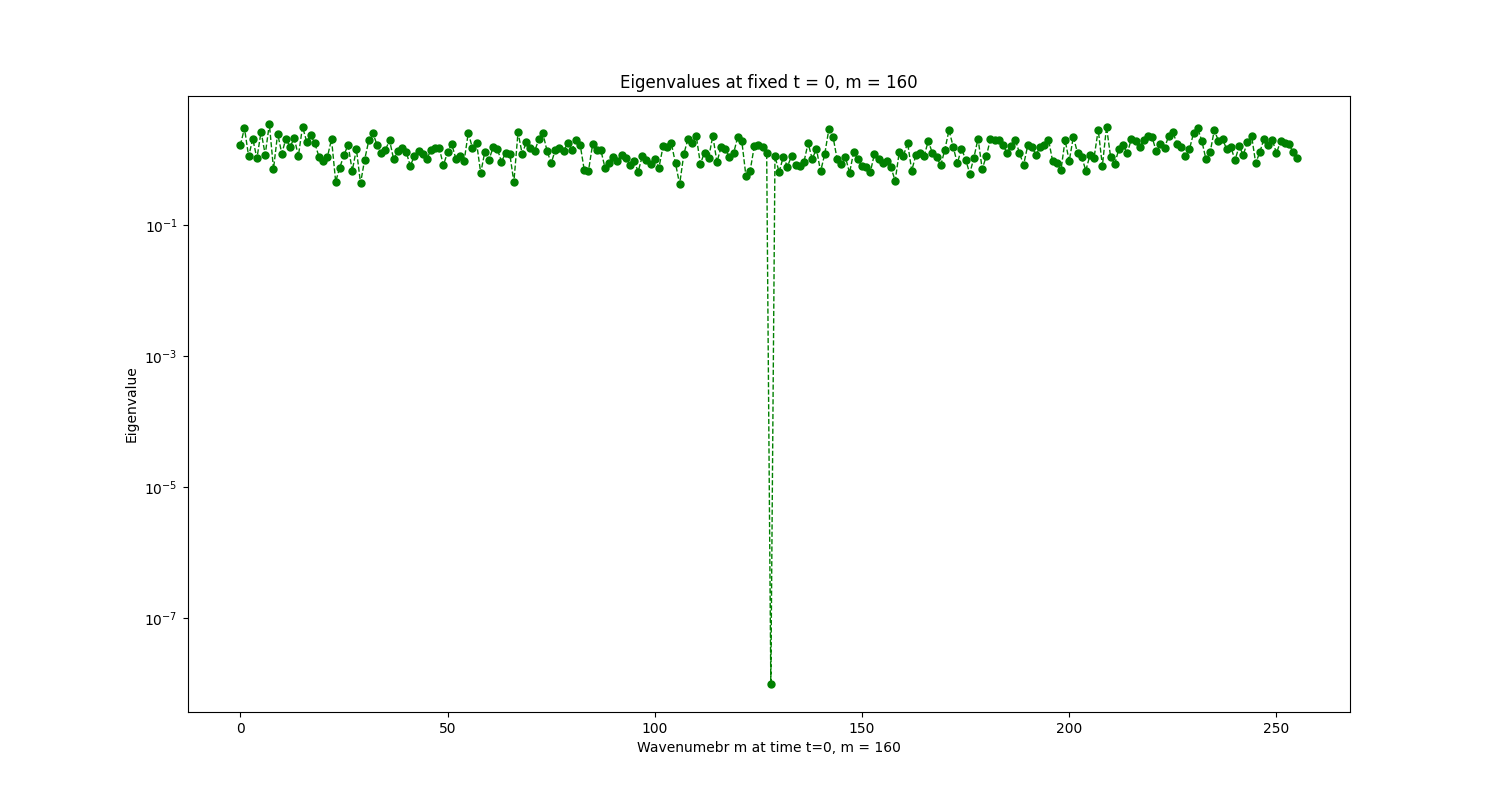 Eigenvalues at fixed t = 0, m = 160
10⁻¹
10⁻³
10⁻⁵
10⁻⁷
Eigenvalue
0 50 100 150 200 250
Wavenumebr m at time t=0, m = 160